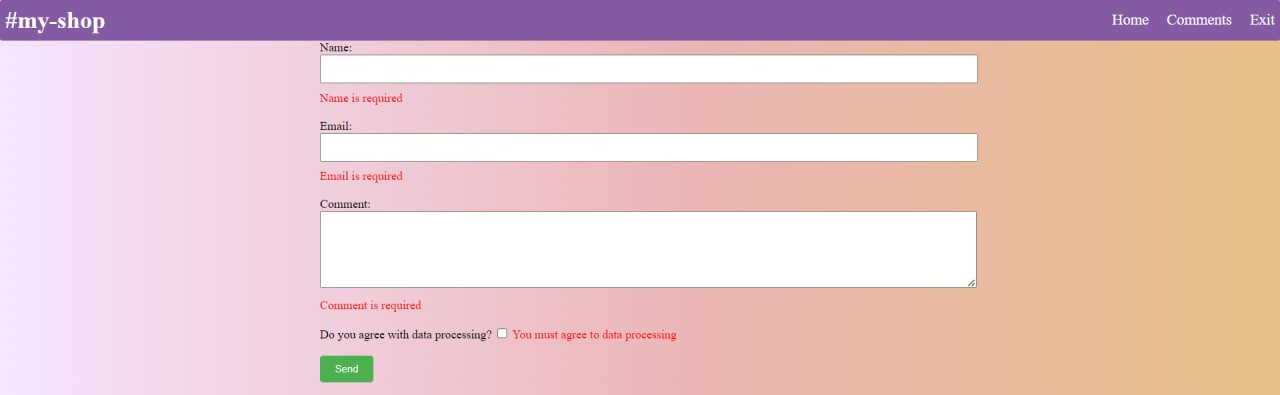 #my-shop Home Comments Exit
Name:
Name is required
Email:
Email is required
Comment:
Comment is required
Do you agree with data processing? You must agree to data processing
Send